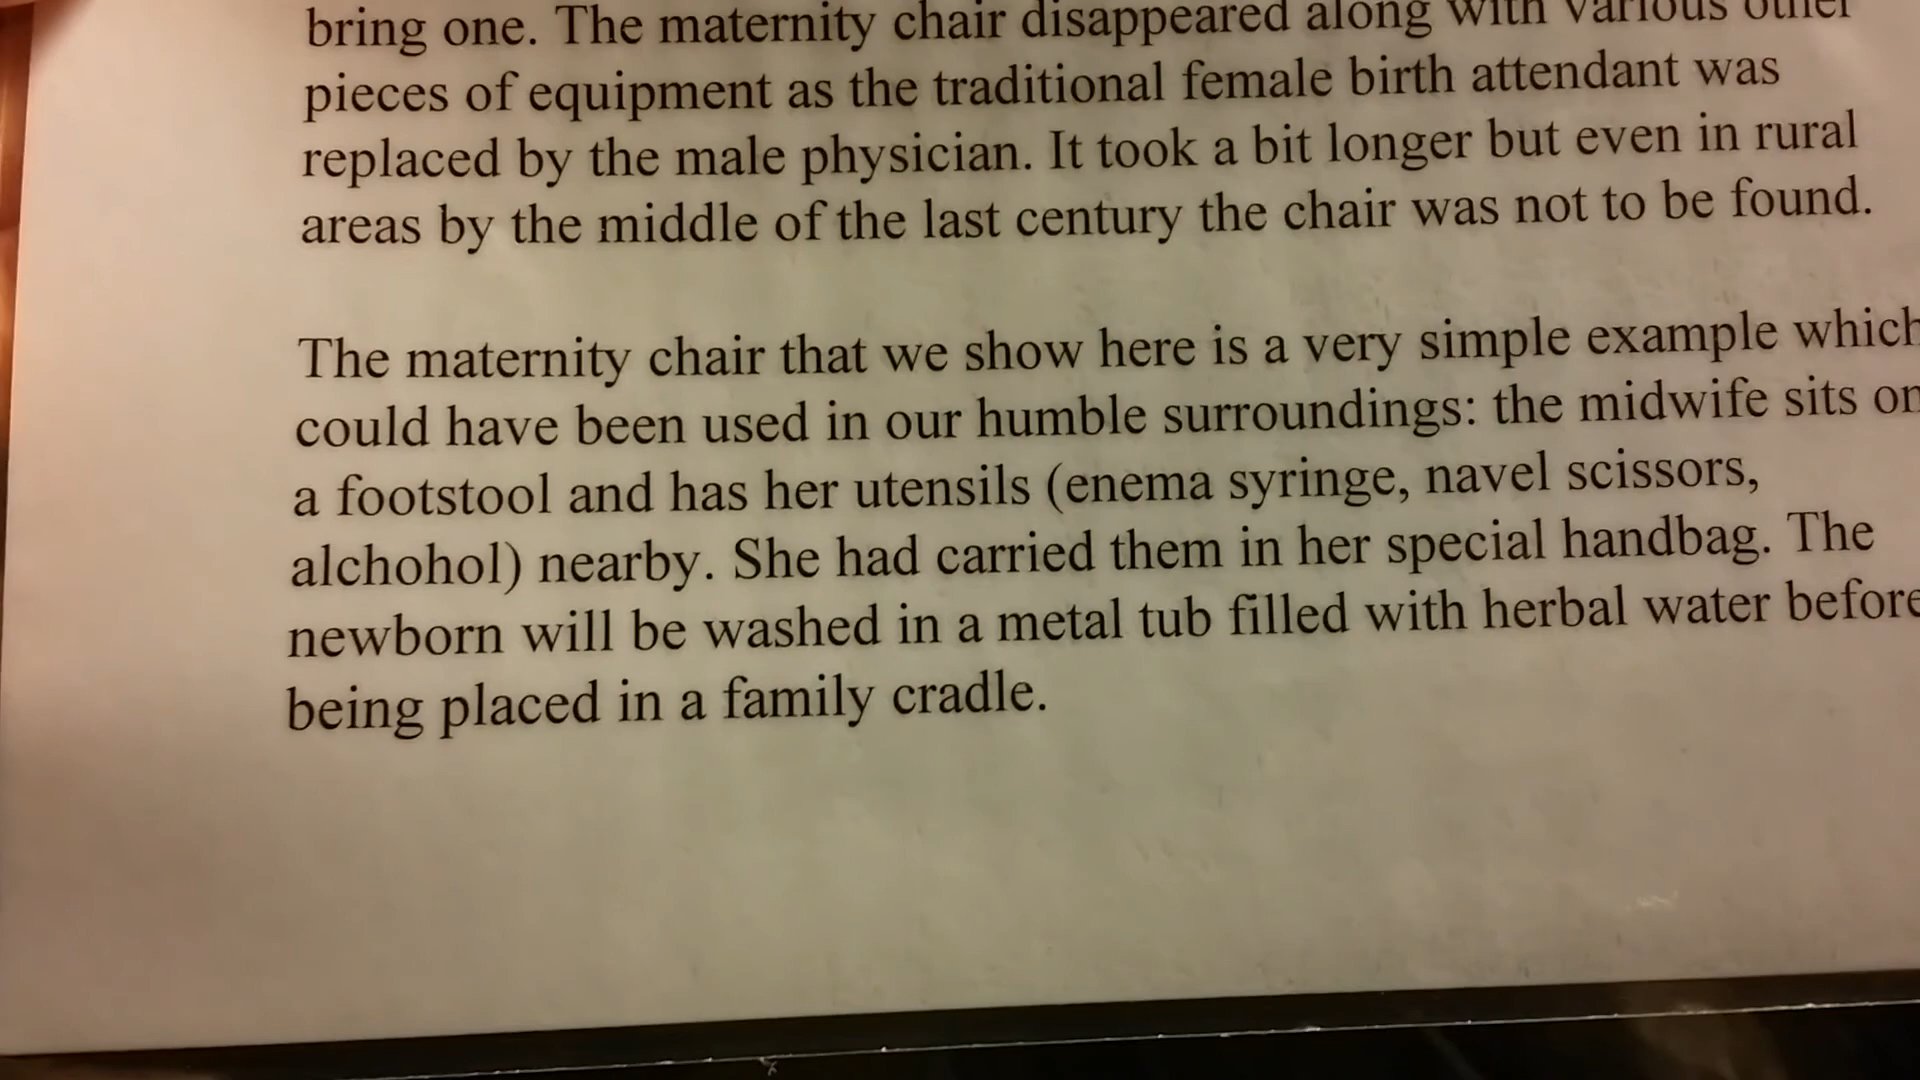 bring one. The maternity chair disappeared along with various other
pieces of equipment as the traditional female birth attendant was
replaced by the male physician. It took a bit longer but even in rural
areas by the middle of the last century the chair was not to be found.
The maternity chair that we show here is a very simple example which
could have been used in our humble surroundings: the midwife sits on
a footstool and has her utensils (enema syringe, navel scissors,
alchohol) nearby. She had carried them in her special handbag. The
newborn will be washed in a metal tub filled with herbal water before
being placed in a family cradle.